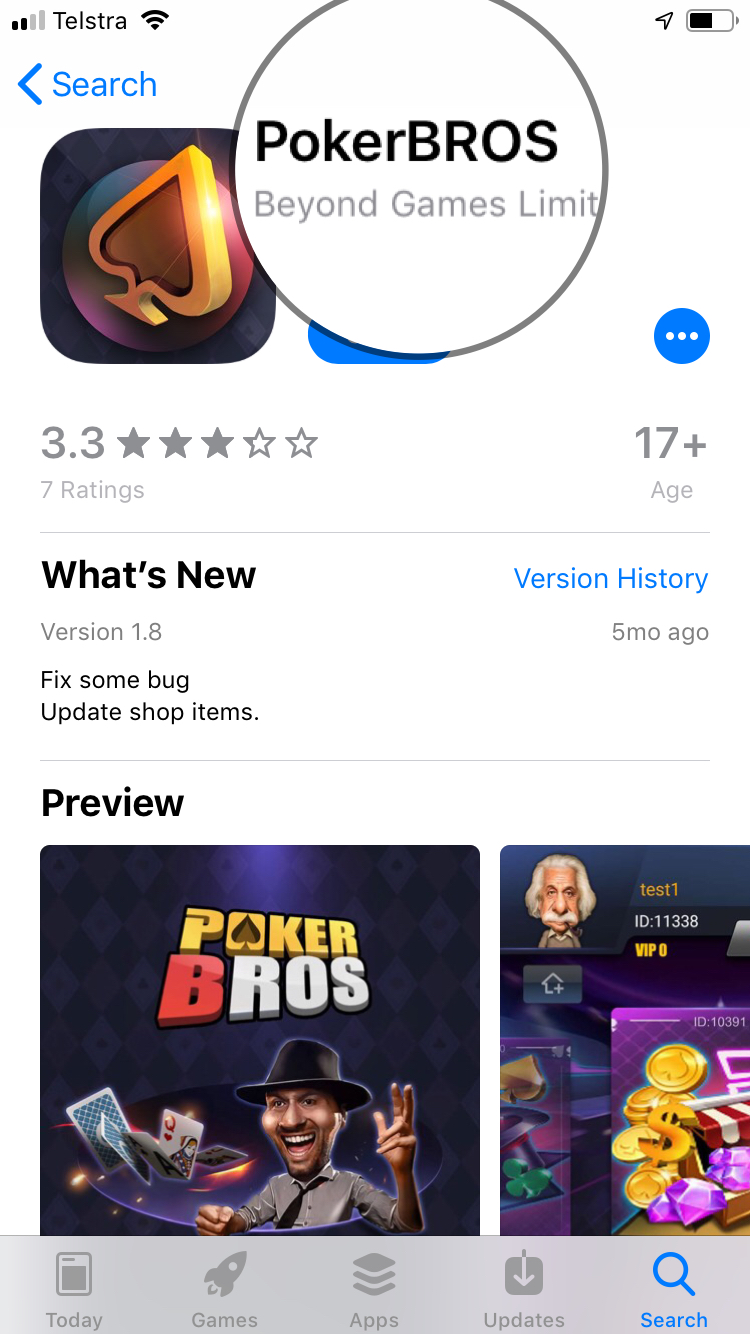 Telstra
Search
PokerBROS
Beyond Games Limit
3.3
17+
7 Ratings
Age
What's New
Version History
Version 1.8
5mo ago
Fix some bug
Update shop items.
Preview
POKER
BROS
Q
A
test1
ID:11338
VIP 0
ID:10391
Today
Games
Apps
Updates
Search